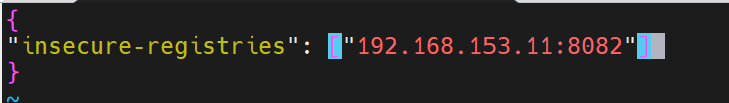 {
"insecure-registries": ["192.168.153.11:8082"]
}
~